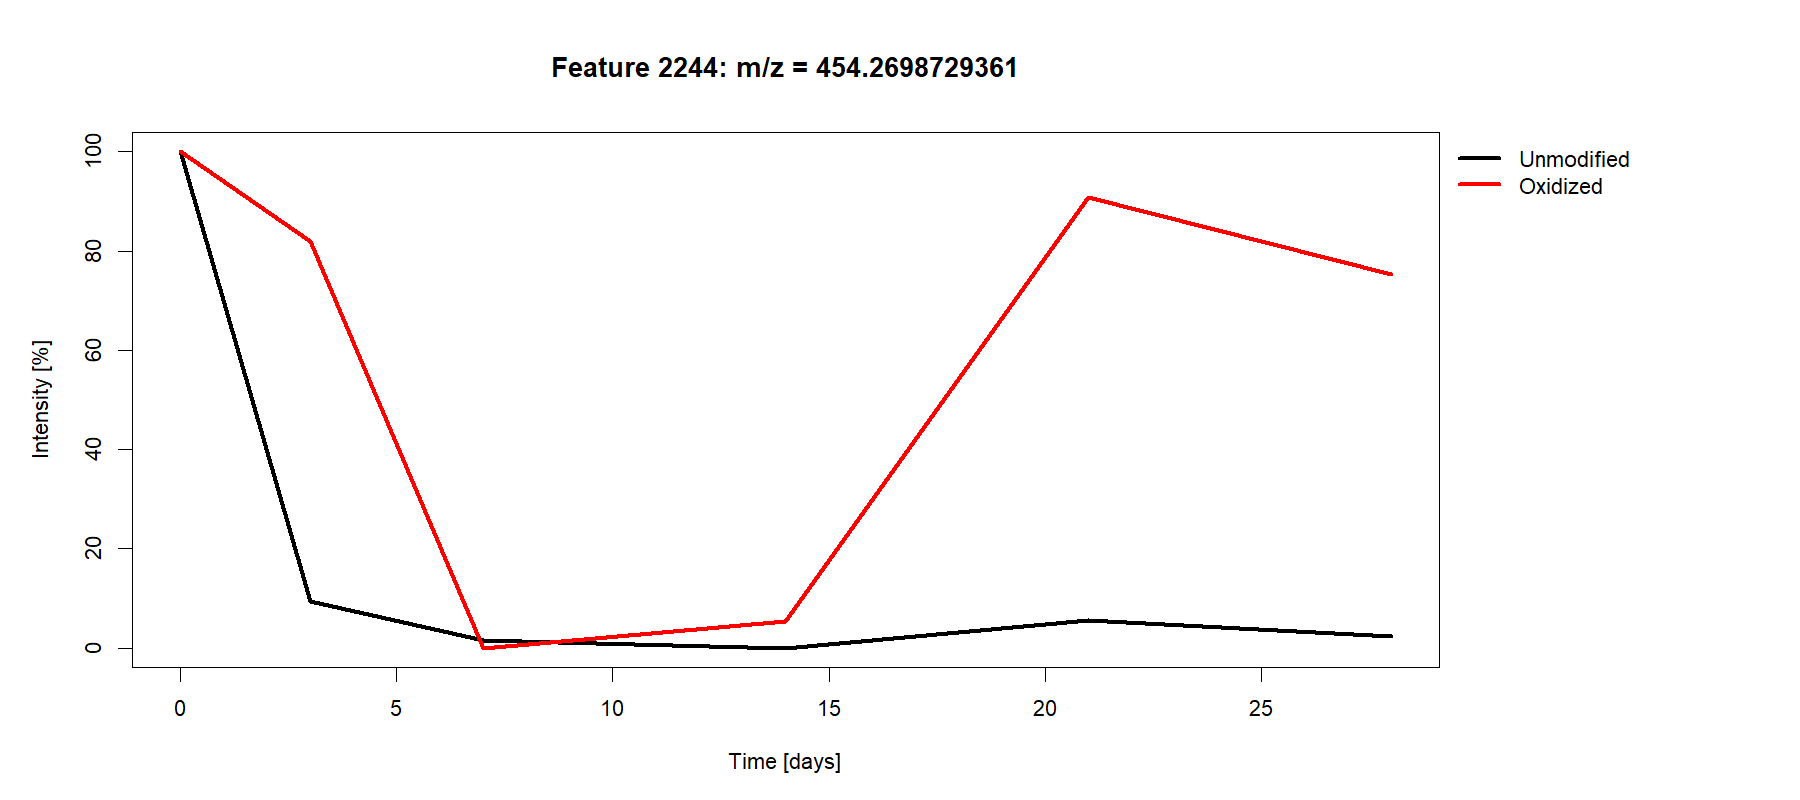 Feature 2244: m/z = 454.2698729361
Unmodified
Oxidized
Intensity [%]
100
80
60
40
20
0
0 5 10 15 20 25
Time [days]